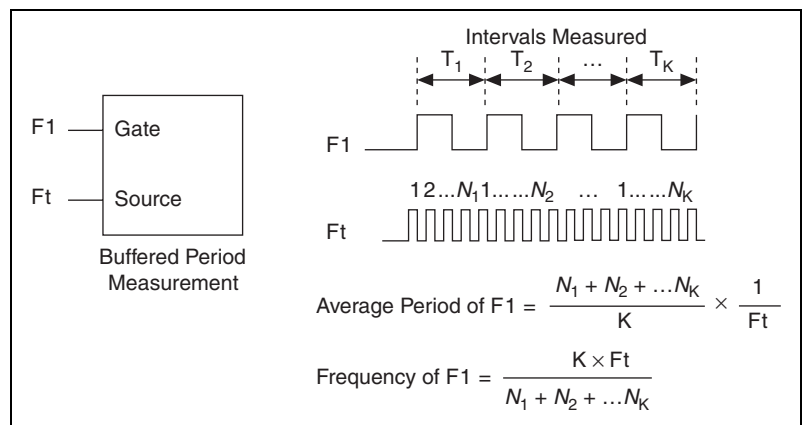 Intervals Measured
T1 T2 … TK
F1 Gate
Ft Source
Buffered Period
Measurement
F1
1 2 …N1 1……N2 … 1……NK
Ft
Average Period of F1 = N1 + N2 + …NK / K × 1 / Ft
Frequency of F1 = K × Ft / N1 + N2 + …NK